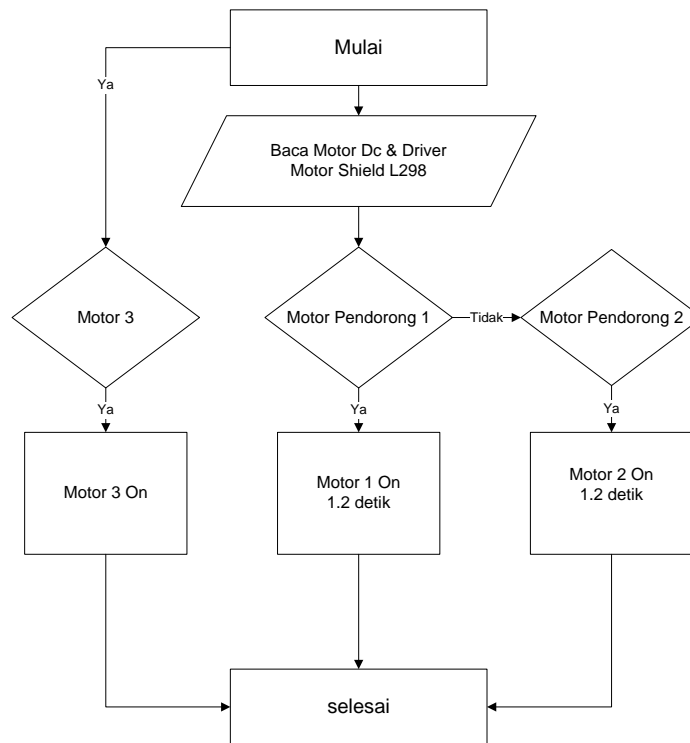 Mulai
Ya
Baca Motor Dc & Driver
Motor Shield L298
Motor 3
Motor Pendorong 1
Tidak
Motor Pendorong 2
Ya
Ya
Ya
Motor 3 On
Motor 1 On
1.2 detik
Motor 2 On
1.2 detik
selesai